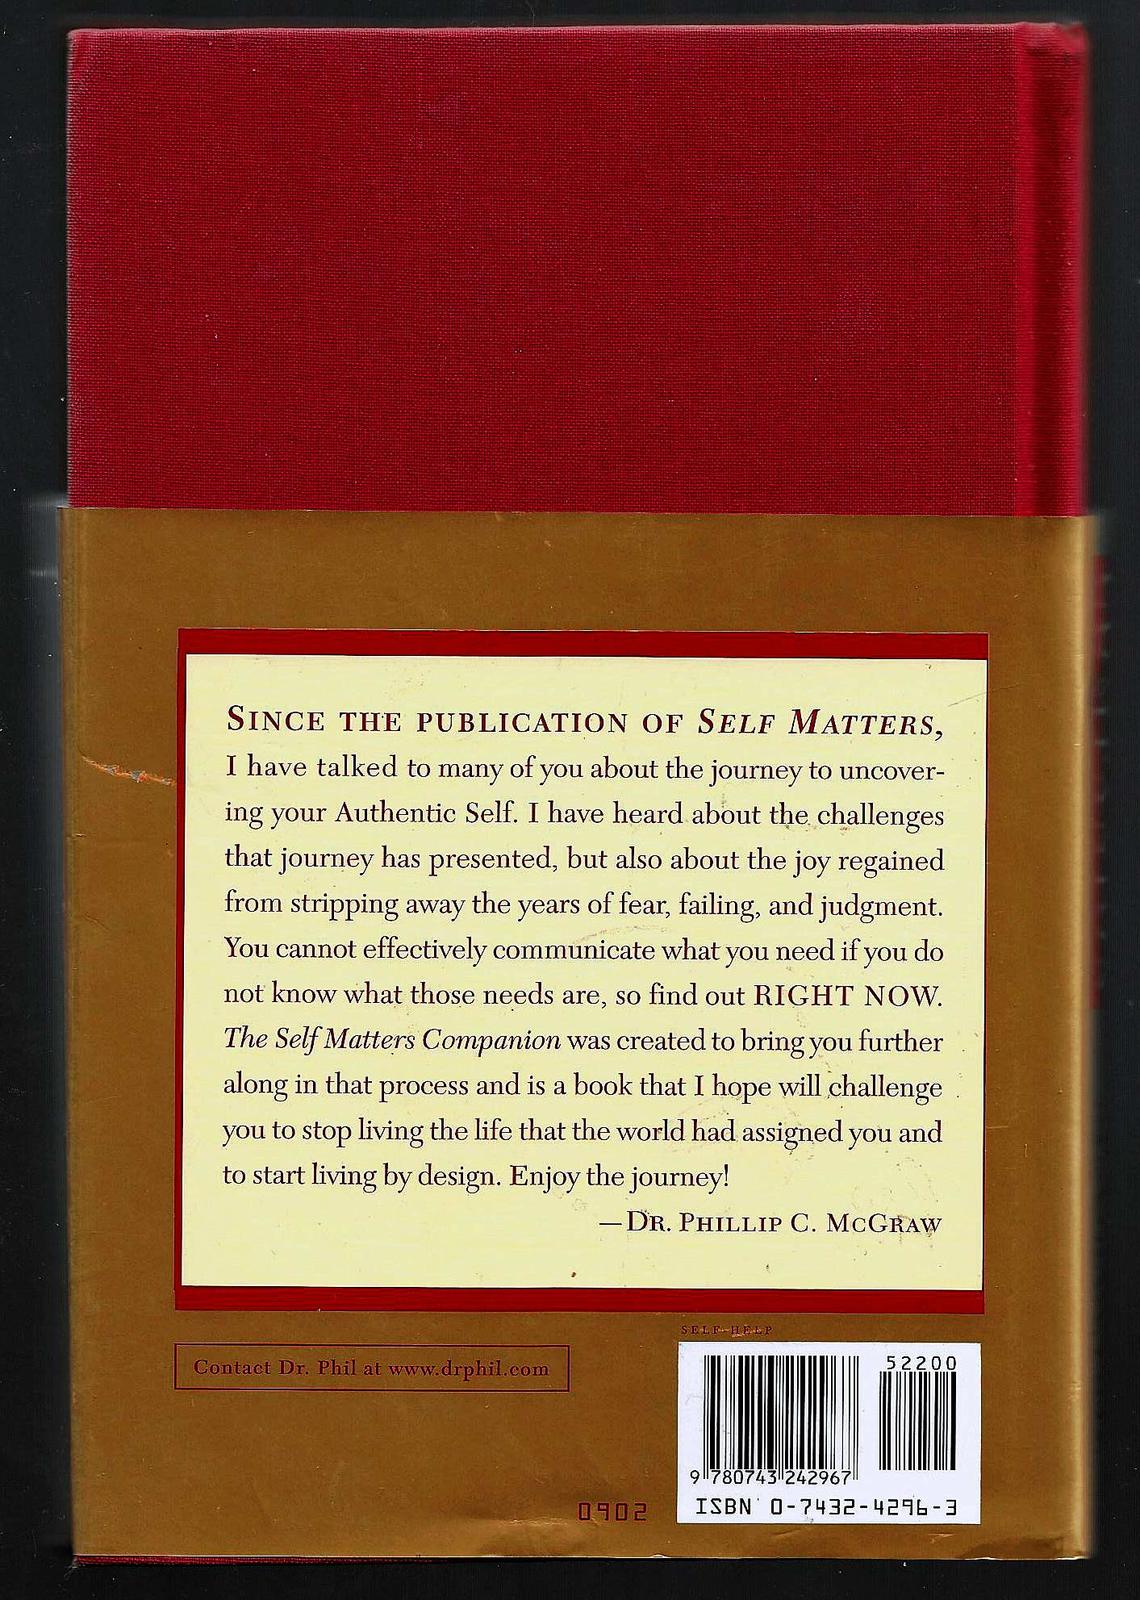 SINCE THE PUBLICATION OF SELF MATTERS,
I have talked to many of you about the journey to uncover-
ing your Authentic Self. I have heard about the challenges
that journey has presented, but also about the joy regained
from stripping away the years of fear, failing, and judgment.
You cannot effectively communicate what you need if you do
not know what those needs are, so find out RIGHT NOW.
The Self Matters Companion was created to bring you further
along in that process and is a book that I hope will challenge
you to stop living the life that the world had assigned you and
to start living by design. Enjoy the journey!
—DR. PHILLIP C. MCGRAW
SELF-HELP
Contact Dr. Phil at www.drphil.com
52200
9 780743 242967
ISBN 0-7432-4296-3
0902